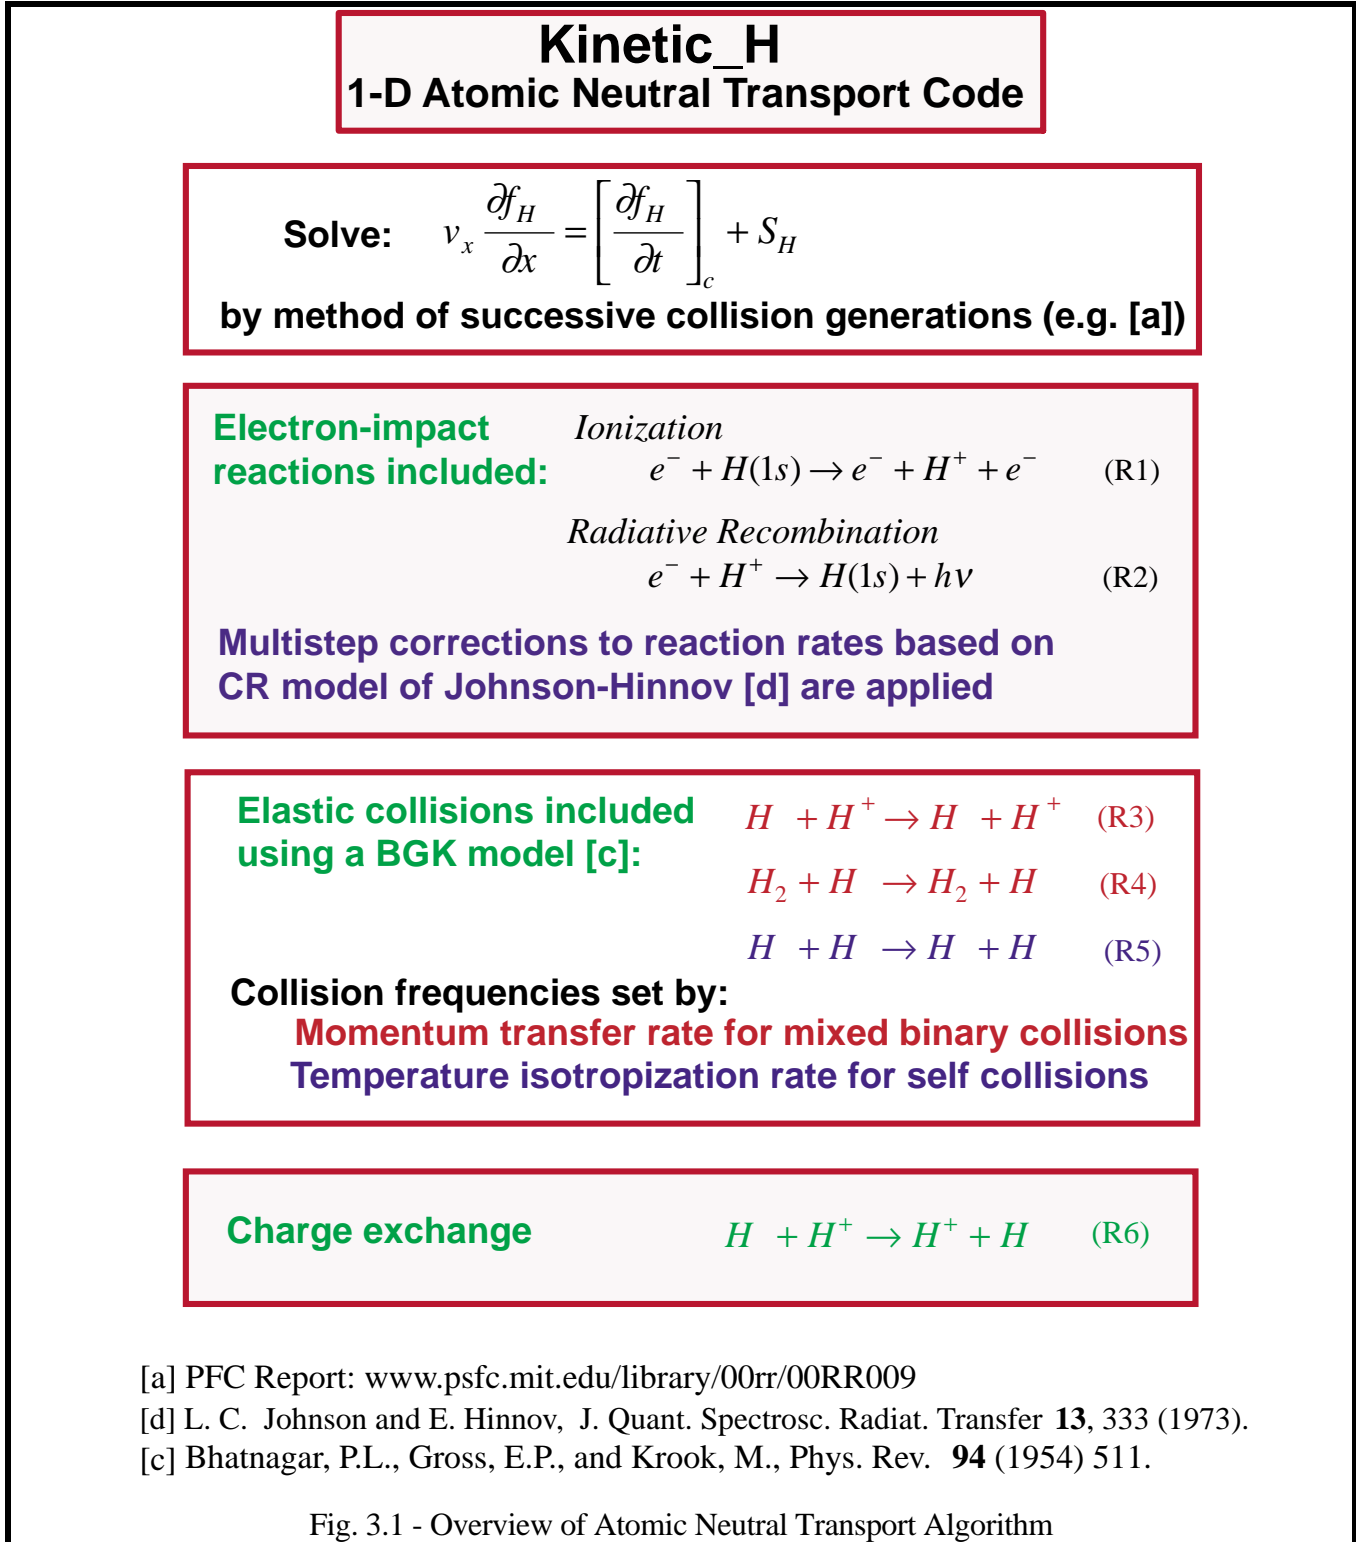 Kinetic_H
1-D Atomic Neutral Transport Code
Solve: v_x ∂f_H/∂x = [∂f_H/∂t]_c + S_H
by method of successive collision generations (e.g. [a])
Electron-impact
reactions included:
Ionization
e⁻ + H(1s) → e⁻ + H⁺ + e⁻ (R1)
Radiative Recombination
e⁻ + H⁺ → H(1s) + hν (R2)
Multistep corrections to reaction rates based on
CR model of Johnson-Hinnov [d] are applied
Elastic collisions included
using a BGK model [c]:
H + H⁺ → H + H⁺ (R3)
H₂ + H → H₂ + H (R4)
H + H → H + H (R5)
Collision frequencies set by:
Momentum transfer rate for mixed binary collisions
Temperature isotropization rate for self collisions
Charge exchange H + H⁺ → H⁺ + H (R6)
[a] PFC Report: www.psfc.mit.edu/library/00rr/00RR009
[d] L. C. Johnson and E. Hinnov, J. Quant. Spectrosc. Radiat. Transfer 13, 333 (1973).
[c] Bhatnagar, P.L., Gross, E.P., and Krook, M., Phys. Rev. 94 (1954) 511.
Fig. 3.1 - Overview of Atomic Neutral Transport Algorithm